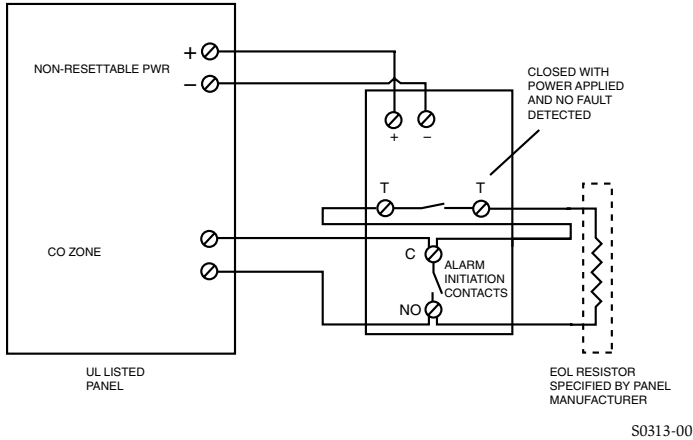 +
NON-RESETTABLE PWR
−
CLOSED WITH
POWER APPLIED
AND NO FAULT
DETECTED
+ −
T T
CO ZONE
C
ALARM
INITIATION
CONTACTS
NO
UL LISTED
PANEL
EOL RESISTOR
SPECIFIED BY PANEL
MANUFACTURER
S0313-00